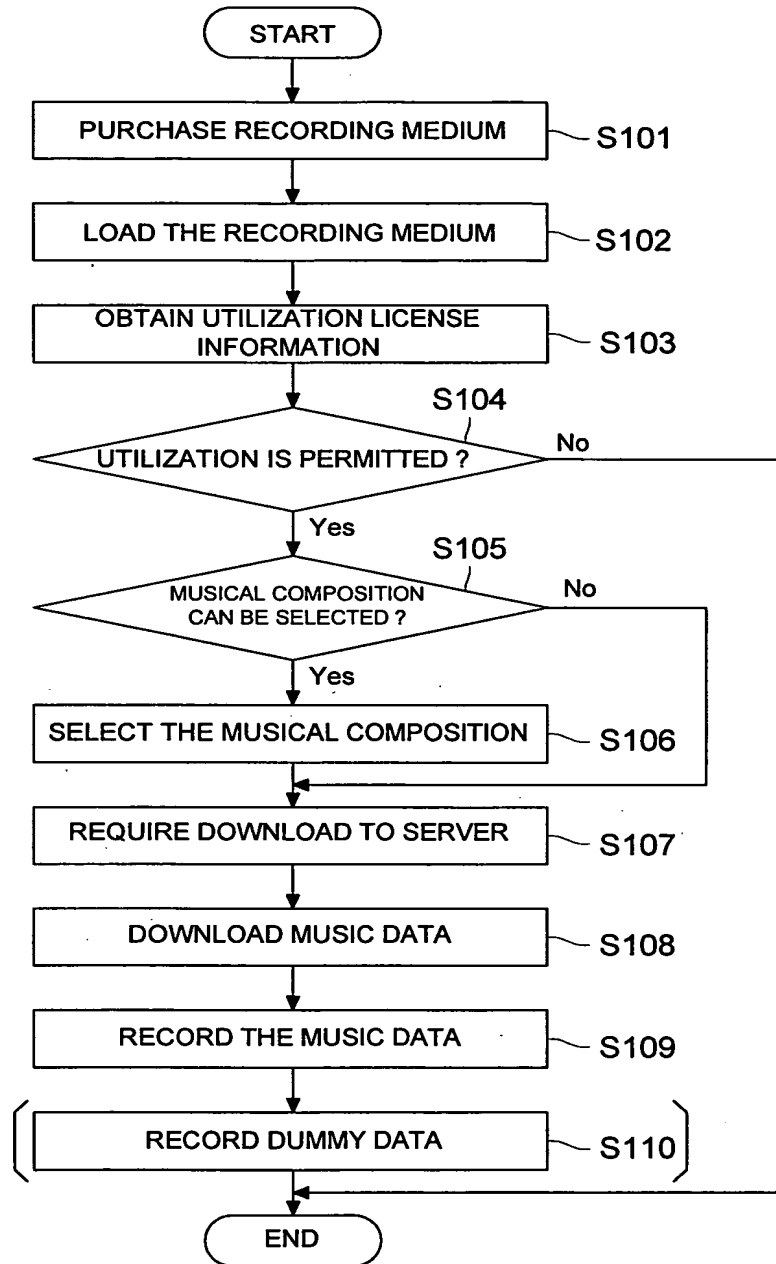 START
PURCHASE RECORDING MEDIUM
S101
LOAD THE RECORDING MEDIUM
S102
OBTAIN UTILIZATION LICENSE
INFORMATION
S103
S104
UTILIZATION IS PERMITTED ?
No
Yes
S105
MUSICAL COMPOSITION
CAN BE SELECTED ?
No
Yes
SELECT THE MUSICAL COMPOSITION
S106
REQUIRE DOWNLOAD TO SERVER
S107
DOWNLOAD MUSIC DATA
S108
RECORD THE MUSIC DATA
S109
RECORD DUMMY DATA
S110
END